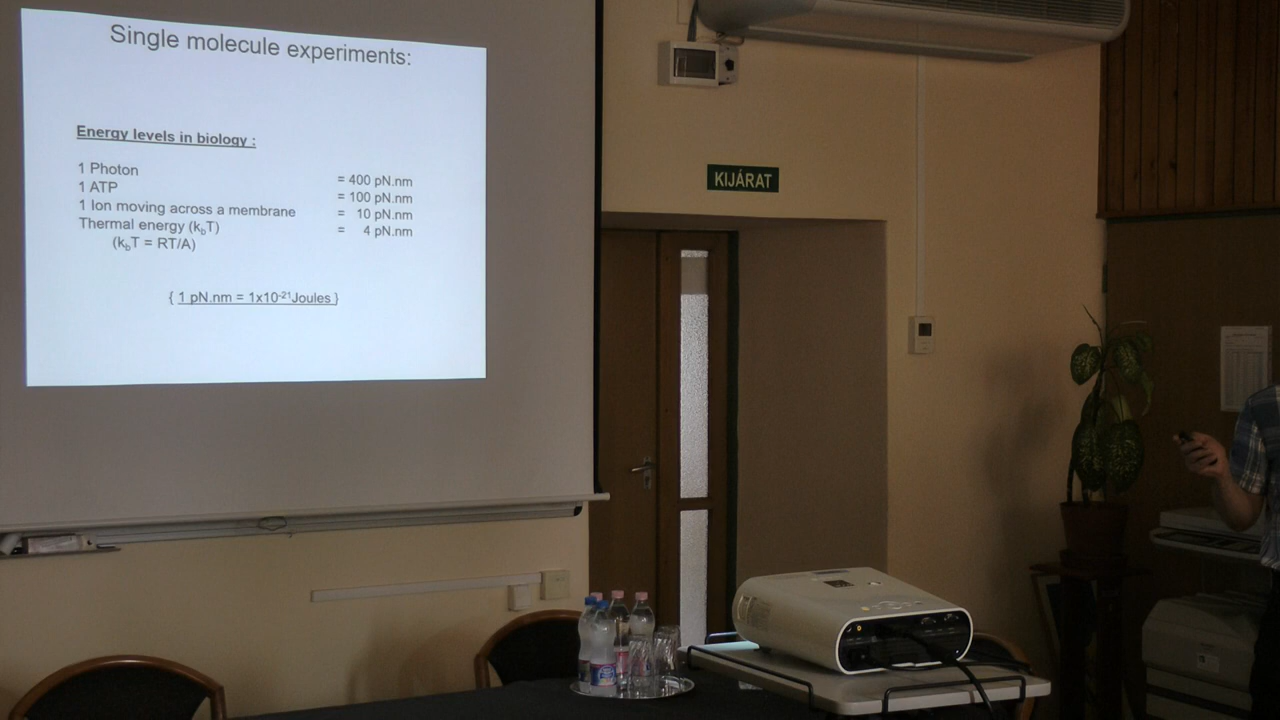 Single molecule experiments:
Energy levels in biology :
1 Photon = 400 pN.nm
1 ATP = 100 pN.nm
1 Ion moving across a membrane = 10 pN.nm
Thermal energy (kbT) = 4 pN.nm
(kbT = RT/A)
{ 1 pN.nm = 1x10⁻²¹Joules }
KIJÁRAT